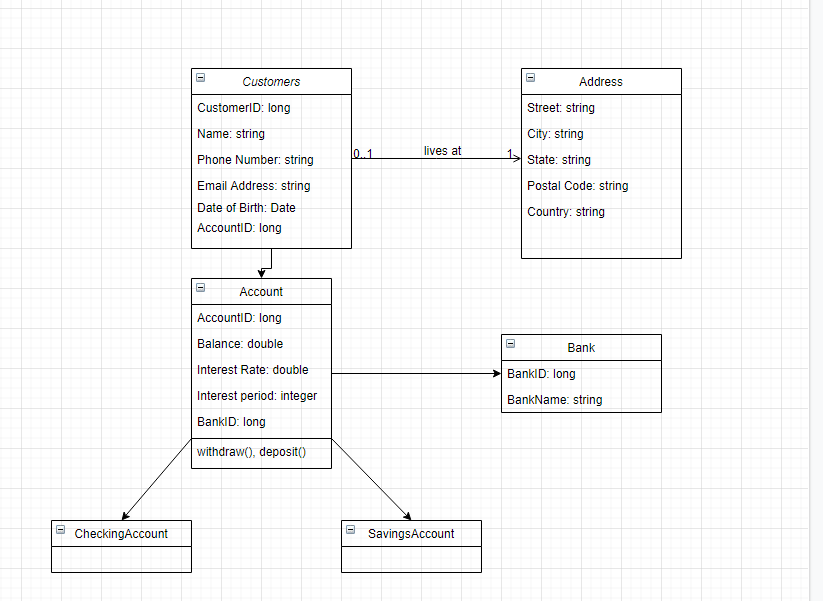 Customers
CustomerID: long
Name: string
Phone Number: string
Email Address: string
Date of Birth: Date
AccountID: long
0..1
lives at
1
Address
Street: string
City: string
State: string
Postal Code: string
Country: string
Account
AccountID: long
Balance: double
Interest Rate: double
Interest period: integer
BankID: long
withdraw(), deposit()
Bank
BankID: long
BankName: string
CheckingAccount
SavingsAccount